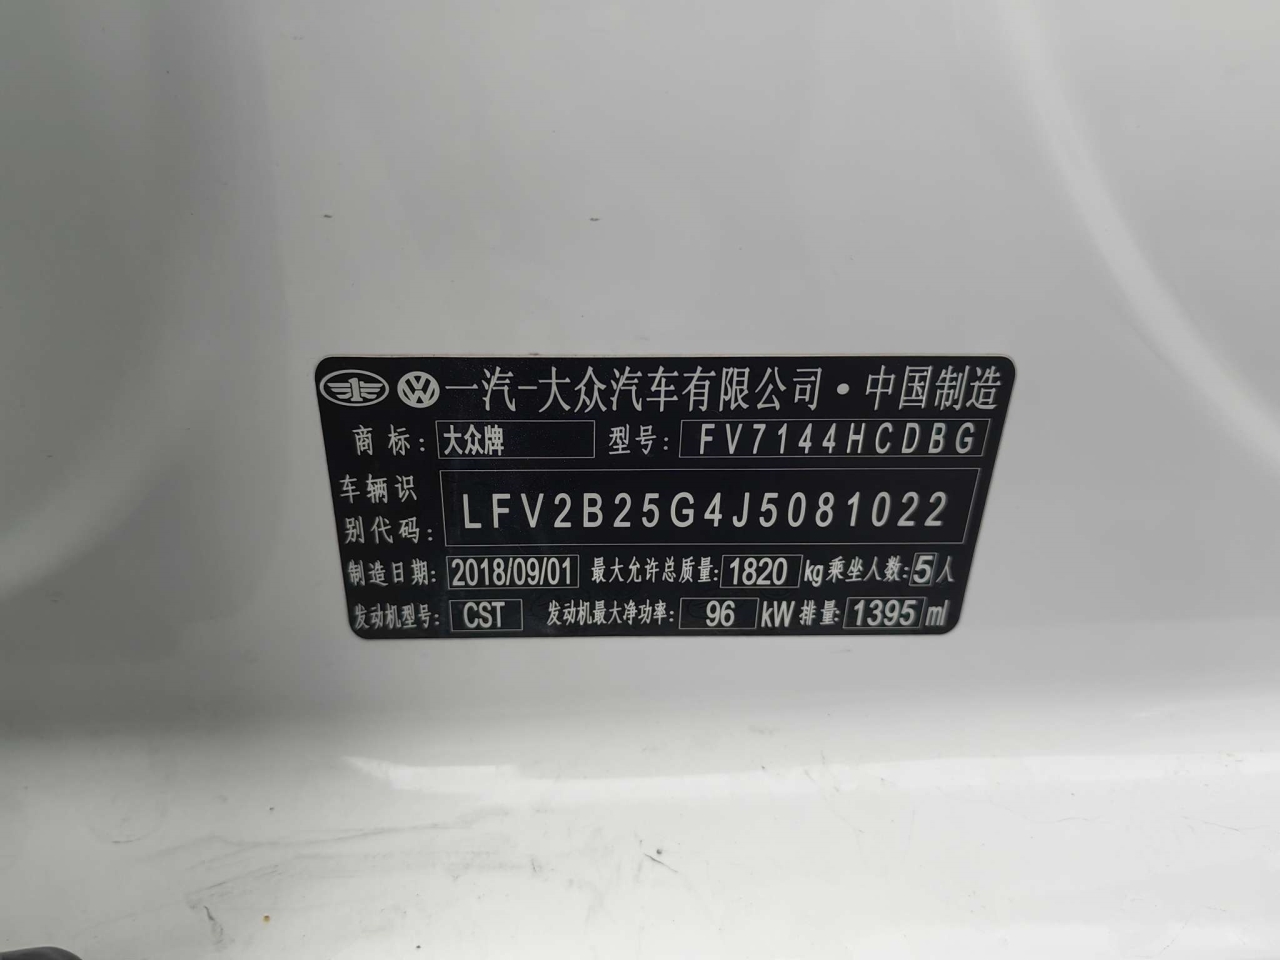 一汽-大众汽车有限公司·中国制造
商标: 大众牌 型号: FV7144HCDBG
车辆识
别代码: LFV2B25G4J5081022
制造日期: 2018/09/01 最大允许总质量: 1820 kg 乘坐人数: 5 人
发动机型号: CST 发动机最大净功率: 96 kW 排量: 1395 ml